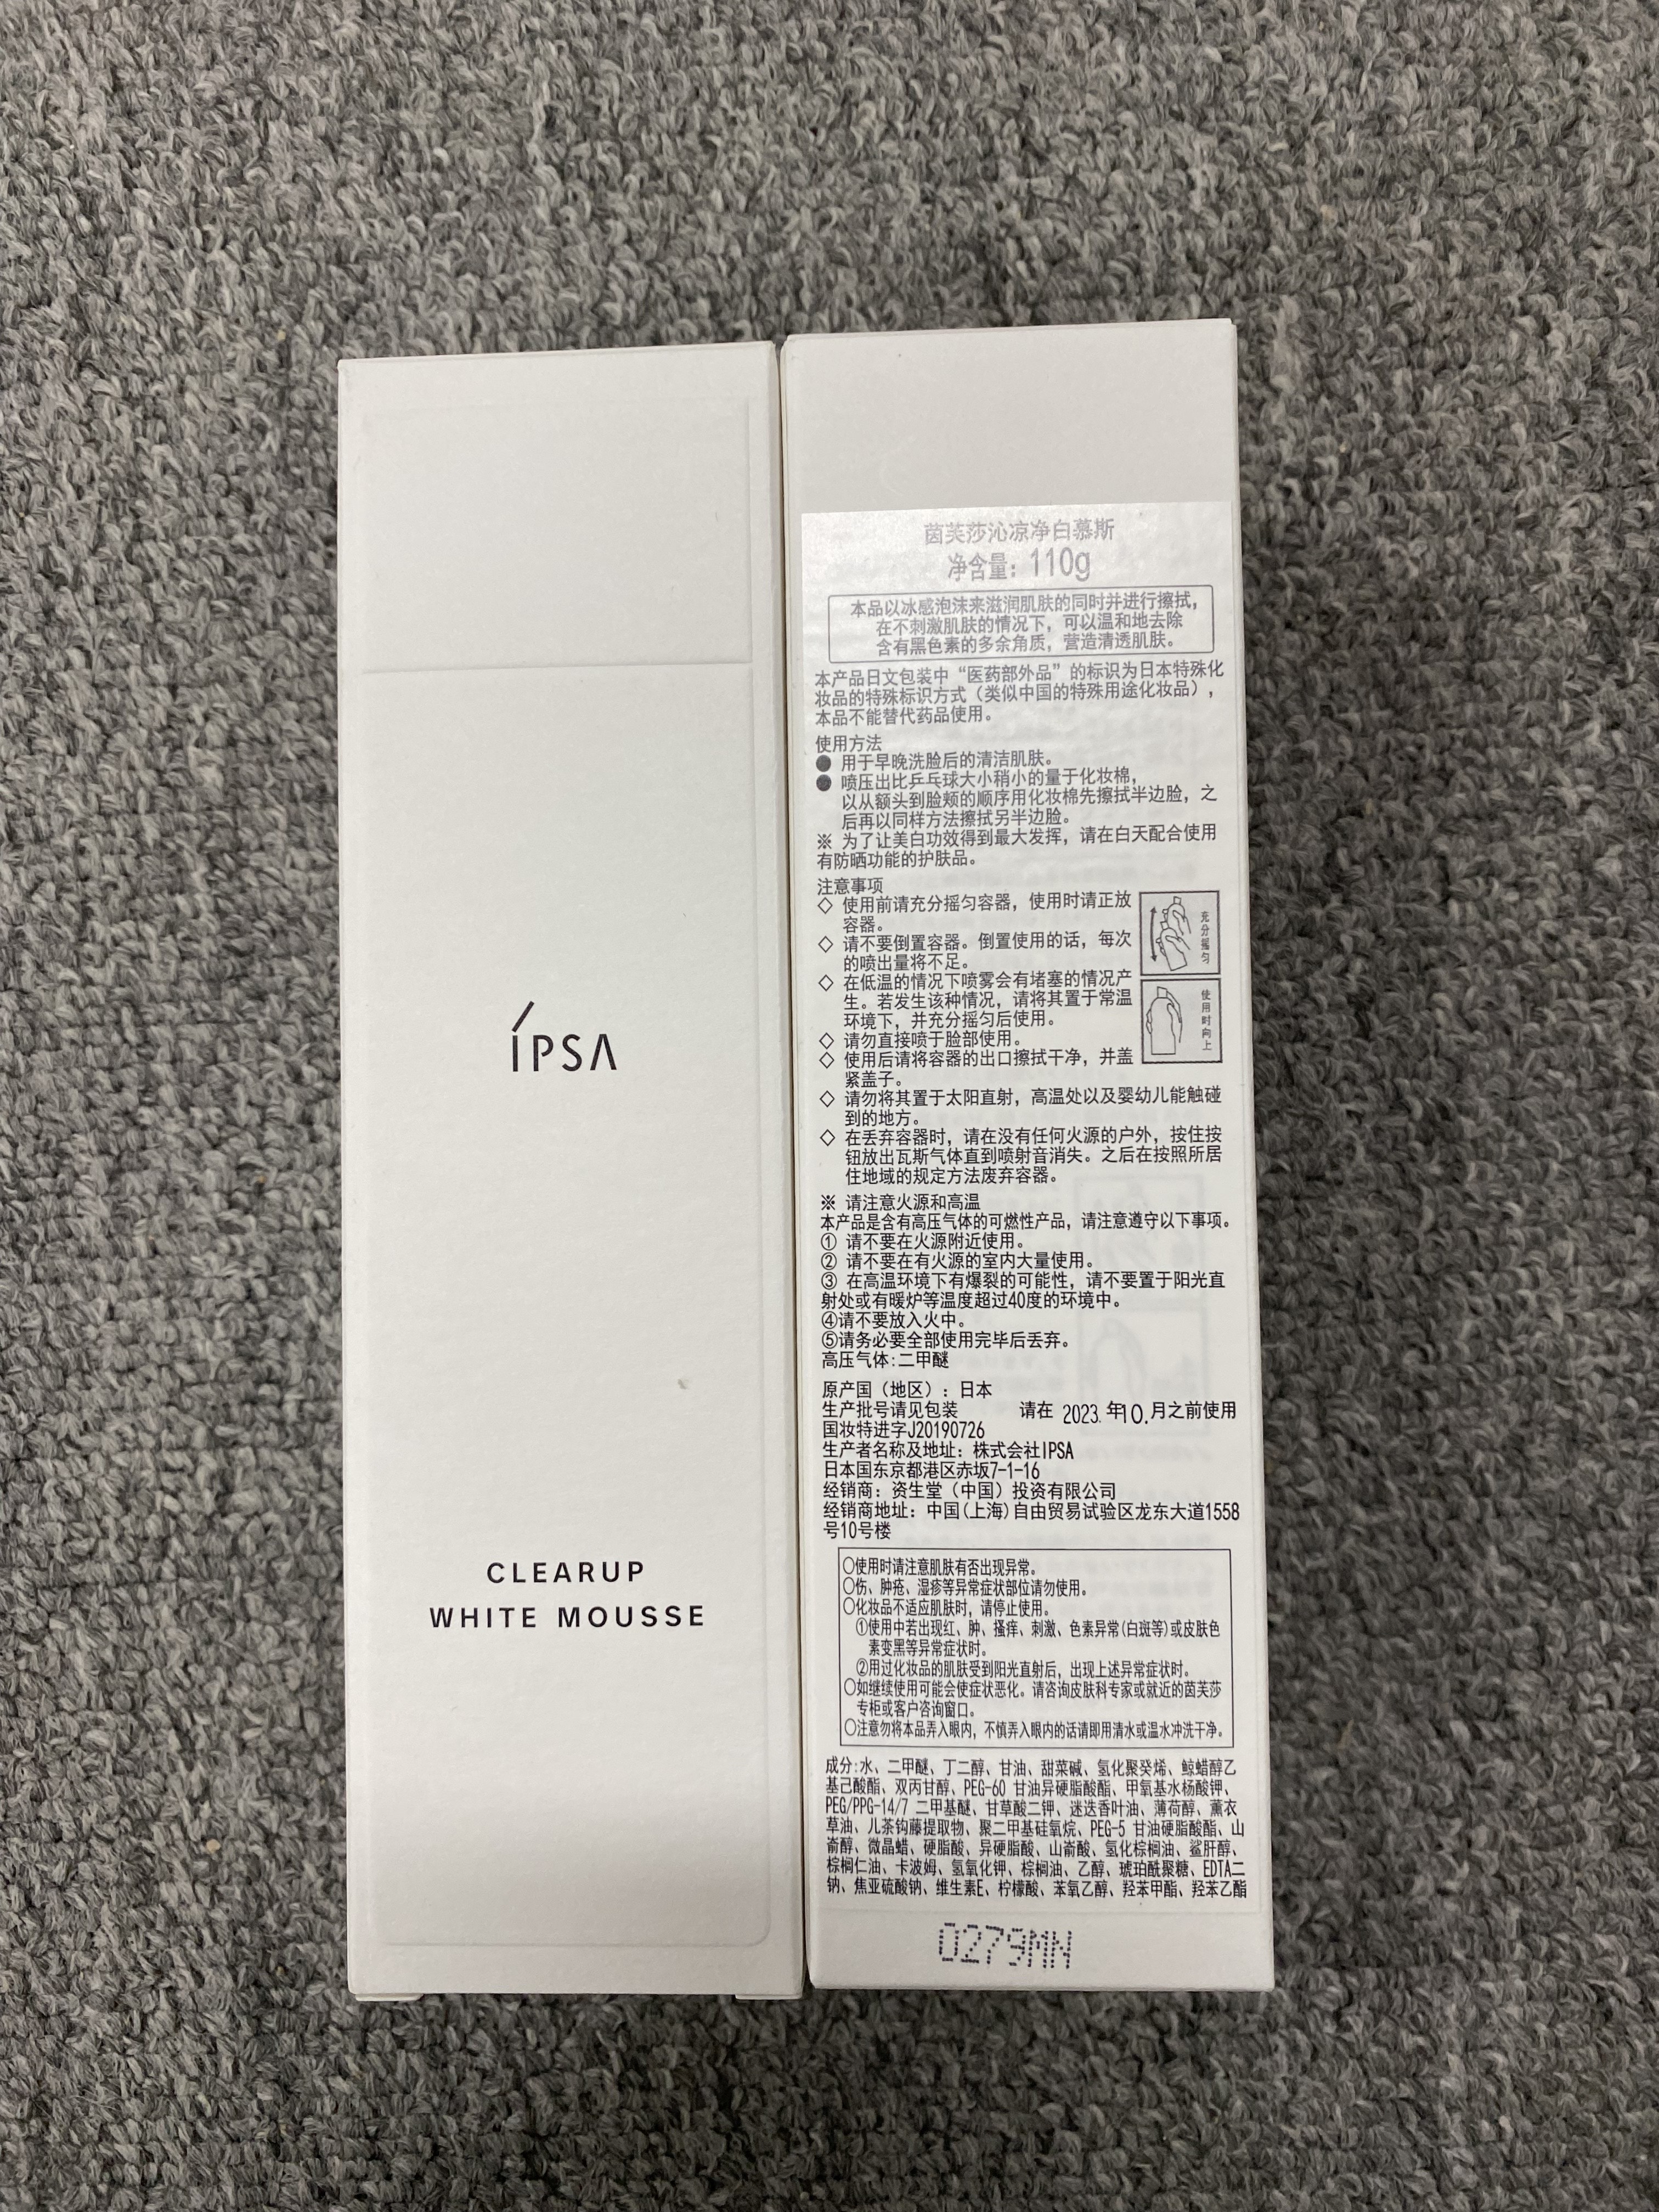 IPSA
CLEARUP
WHITE MOUSSE
茵芙莎沁凉净白慕斯
净含量：110g
本品以冰感泡沫来滋润肌肤的同时并进行擦拭，
在不刺激肌肤的情况下，可以温和地去除
含有黑色素的多余角质，营造清透肌肤。
本产品日文包装中“医药部外品”的标识为日本特殊化
妆品的特殊标识方式（类似中国的特殊用途化妆品），
本品不能替代药品使用。
使用方法
● 用于早晚洗脸后的清洁肌肤。
● 喷压出比乒乓球大小稍小的量于化妆棉，
以从额头到脸颊的顺序用化妆棉先擦拭半边脸，之
后再以同样方法擦拭另半边脸。
※ 为了让美白功效得到最大发挥，请在白天配合使用
有防晒功能的护肤品。
注意事项
◇ 使用前请充分摇匀容器，使用时请正放
容器。
◇ 请不要倒置容器。倒置使用的话，每次
的喷出量将不足。
◇ 在低温的情况下喷雾会有堵塞的情况产
生。若发生该种情况，请将其置于常温
环境下，并充分摇匀后使用。
◇ 请勿直接喷于脸部使用。
◇ 使用后请将容器的出口擦拭干净，并盖
紧盖子。
充分摇匀
使用时向上
◇ 请勿将其置于太阳直射，高温处以及婴幼儿能触碰
到的地方。
◇ 在丢弃容器时，请在没有任何火源的户外，按住按
钮放出瓦斯气体直到喷射音消失。之后在按照所居
住地域的规定方法废弃容器。
※ 请注意火源和高温
本产品是含有高压气体的可燃性产品，请注意遵守以下事项。
① 请不要在火源附近使用。
② 请不要在有火源的室内大量使用。
③ 在高温环境下有爆裂的可能性，请不要置于阳光直
射处或有暖炉等温度超过40度的环境中。
④请不要放入火中。
⑤请务必要全部使用完毕后丢弃。
高压气体：二甲醚
原产国（地区）：日本
生产批号请见包装 请在 2023. 年10. 月之前使用
国妆特进字J20190726
生产者名称及地址：株式会社IPSA
日本国东京都港区赤坂7-1-16
经销商：资生堂（中国）投资有限公司
经销商地址：中国(上海)自由贸易试验区龙东大道1558
号10号楼
○使用时请注意肌肤有否出现异常。
○伤、肿疮、湿疹等异常症状部位请勿使用。
○化妆品不适应肌肤时，请停止使用。
①使用中若出现红、肿、搔痒、刺激、色素异常(白斑等)或皮肤色
素变黑等异常症状时。
②用过化妆品的肌肤受到阳光直射后，出现上述异常症状时。
○如继续使用可能会使症状恶化。请咨询皮肤科专家或就近的茵芙莎
专柜或客户咨询窗口。
○注意勿将本品弄入眼内，不慎弄入眼内的话请即用清水或温水冲洗干净。
成分：水、二甲醚、丁二醇、甘油、甜菜碱、氢化聚癸烯、鲸蜡醇乙
基己酸酯、双丙甘醇、PEG-60 甘油异硬脂酸酯、甲氧基水杨酸钾、
PEG/PPG-14/7 二甲基醚、甘草酸二钾、迷迭香叶油、薄荷醇、薰衣
草油、儿茶钩藤提取物、聚二甲基硅氧烷、PEG-5 甘油硬脂酸酯、山
嵛醇、微晶蜡、硬脂酸、异硬脂酸、山嵛酸、氢化棕榈油、鲨肝醇、
棕榈仁油、卡波姆、氢氧化钾、棕榈油、乙醇、琥珀酰聚糖、EDTA二
钠、焦亚硫酸钠、维生素E、柠檬酸、苯氧乙醇、羟苯甲酯、羟苯乙酯
0279MN